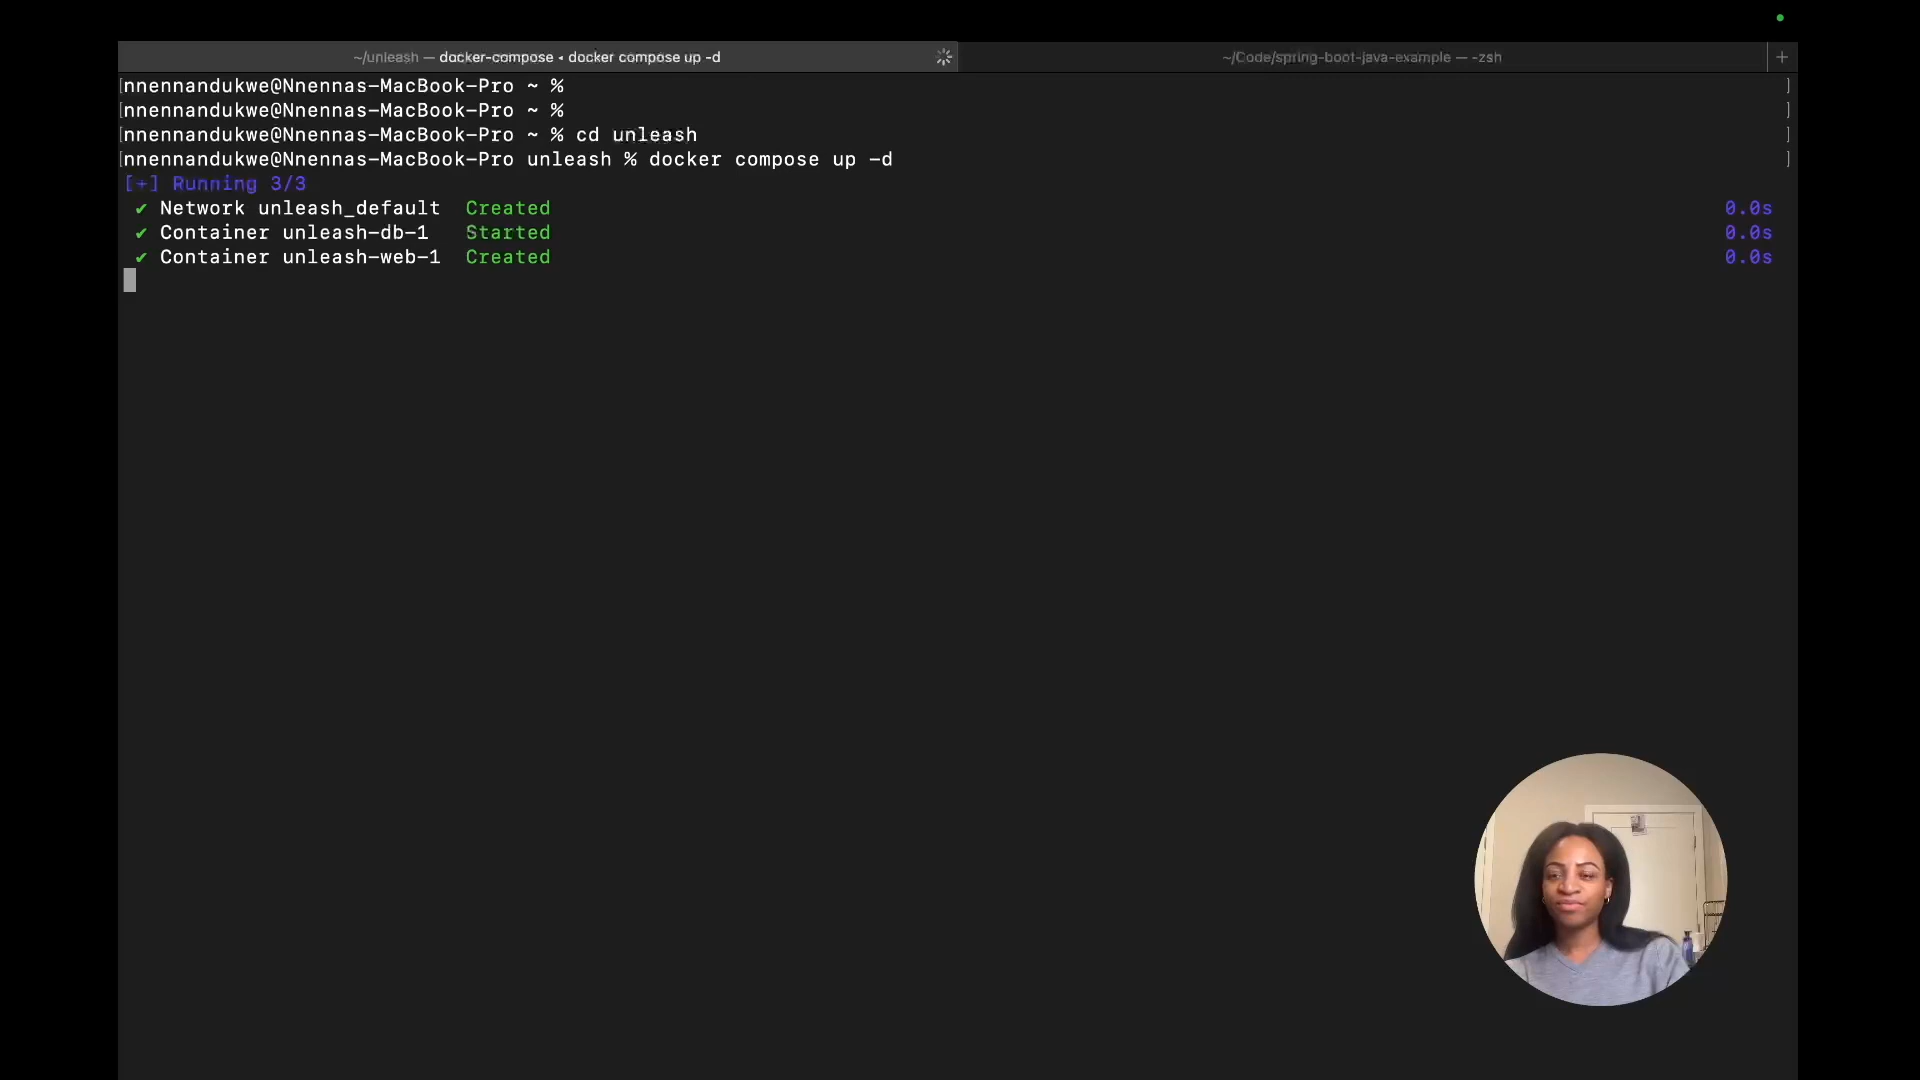 ~/unleash — docker-compose ◂ docker compose up -d
~/Code/spring-boot-java-example — -zsh
+
[nnennandukwe@Nnennas-MacBook-Pro ~ % ]
[nnennandukwe@Nnennas-MacBook-Pro ~ % ]
[nnennandukwe@Nnennas-MacBook-Pro ~ % cd unleash ]
[nnennandukwe@Nnennas-MacBook-Pro unleash % docker compose up -d ]
[+] Running 3/3
✔ Network unleash_default Created 0.0s
✔ Container unleash-db-1 Started 0.0s
✔ Container unleash-web-1 Created 0.0s